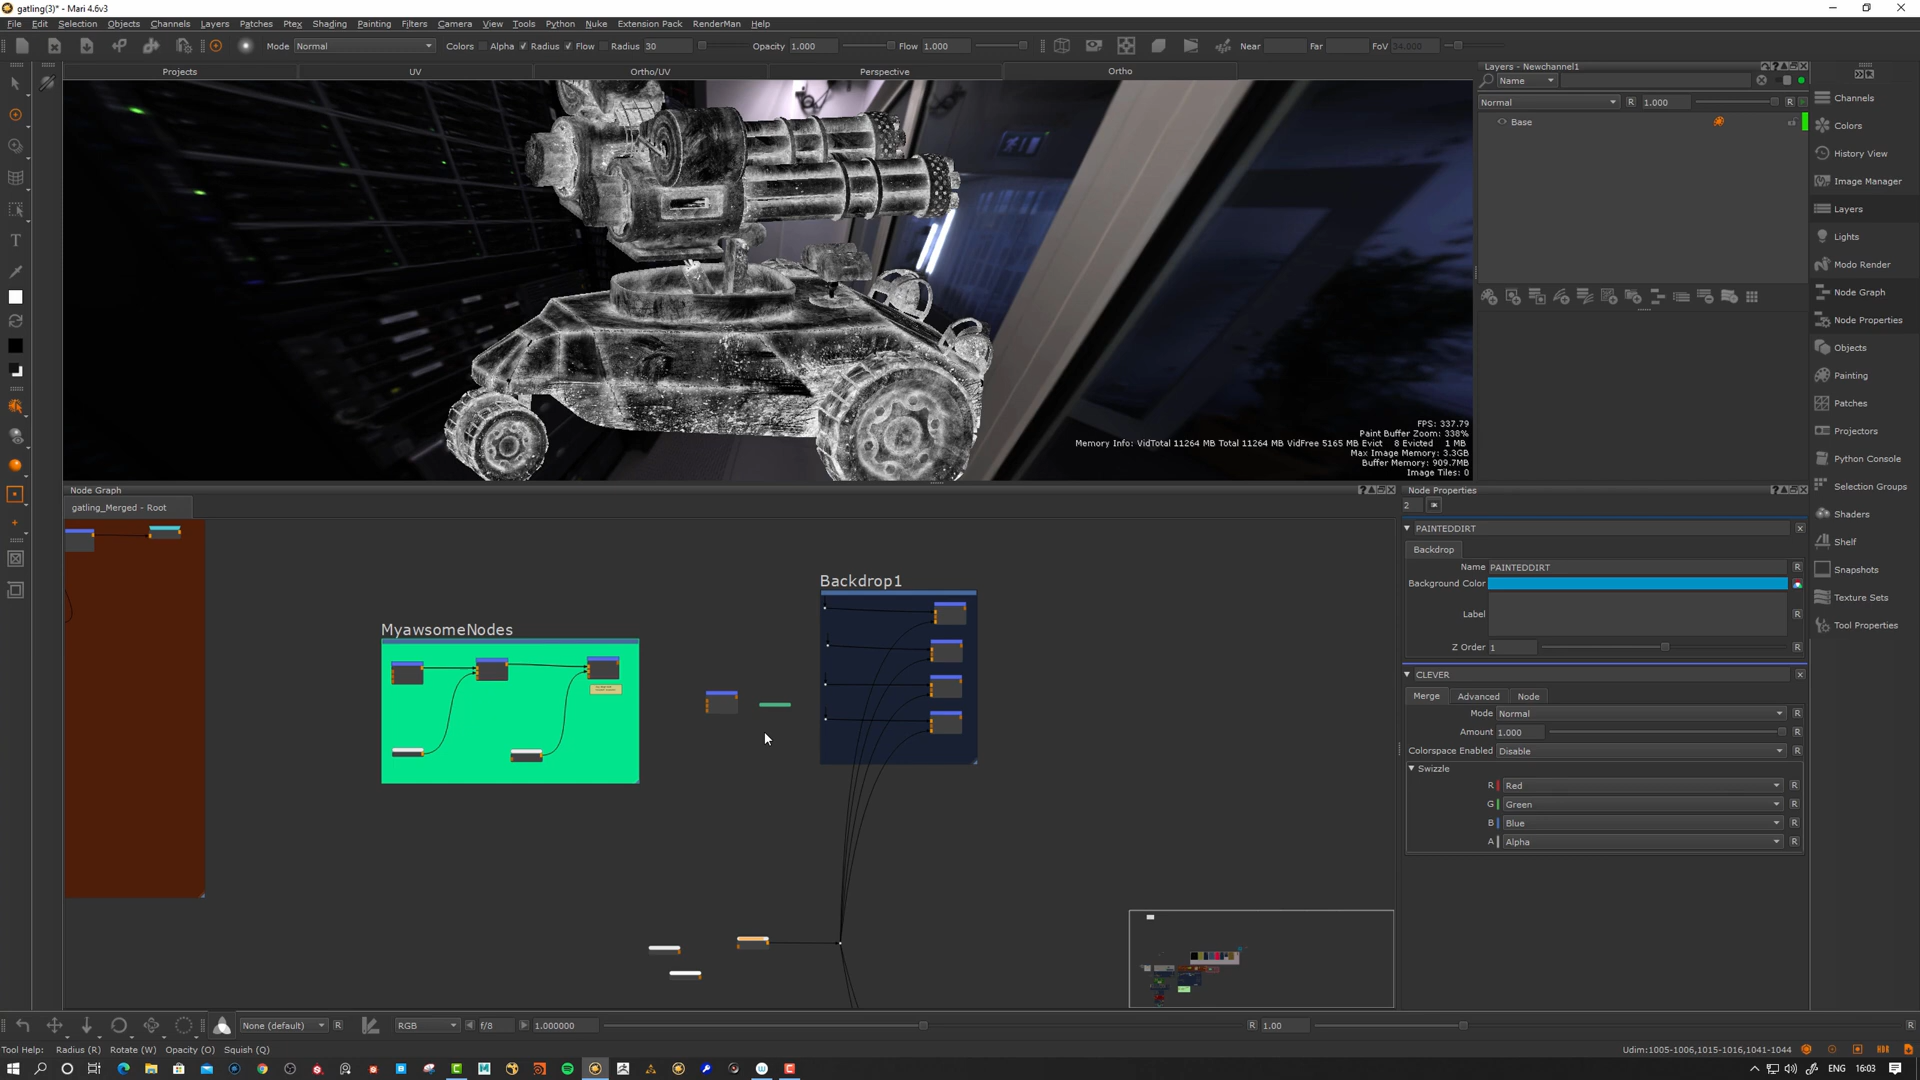 gatling(3)* - Mari 4.6v3
File Edit Selection Objects Channels Layers Patches Ptex Shading Painting Filters Camera View Tools Python Nuke Extension Pack RenderMan Help
Mode Normal Colors Alpha Radius Flow Radius 30 Opacity 1.000 Flow 1.000 Near Far FoV 34.000
Projects UV Ortho/UV Perspective Ortho
Layers - Newchannel1
Name
Normal R 1.000 R
Base
Channels
Colors
History View
Image Manager
Layers
Lights
Modo Render
Node Graph
Node Properties
Objects
Painting
Patches
Projectors
Python Console
Selection Groups
Shaders
Shelf
Snapshots
Texture Sets
Tool Properties
FPS: 337.79
Paint Buffer Zoom: 338%
Memory Info: VidTotal 11264 MB Total 11264 MB VidFree 5165 MB Evict 8 Evicted 1 MB
Max Image Memory: 3.3GB
Buffer Memory: 909.7MB
Image Tiles: 0
Node Graph
gatling_Merged - Root
MyawsomeNodes
Backdrop1
Node Properties
2
PAINTEDDIRT
Backdrop
Name PAINTEDDIRT R
Background Color
Label R
Z Order 1 R
CLEVER
Merge Advanced Node
Mode Normal R
Amount 1.000 R
Colorspace Enabled Disable R
Swizzle
R Red R
G Green R
B Blue R
A Alpha R
None (default) R RGB f/8 1.000000 R 1.00 R
Tool Help: Radius (R) Rotate (W) Opacity (O) Squish (Q)
Udim:1005-1006,1015-1016,1041-1044
HDR
ENG 16:03